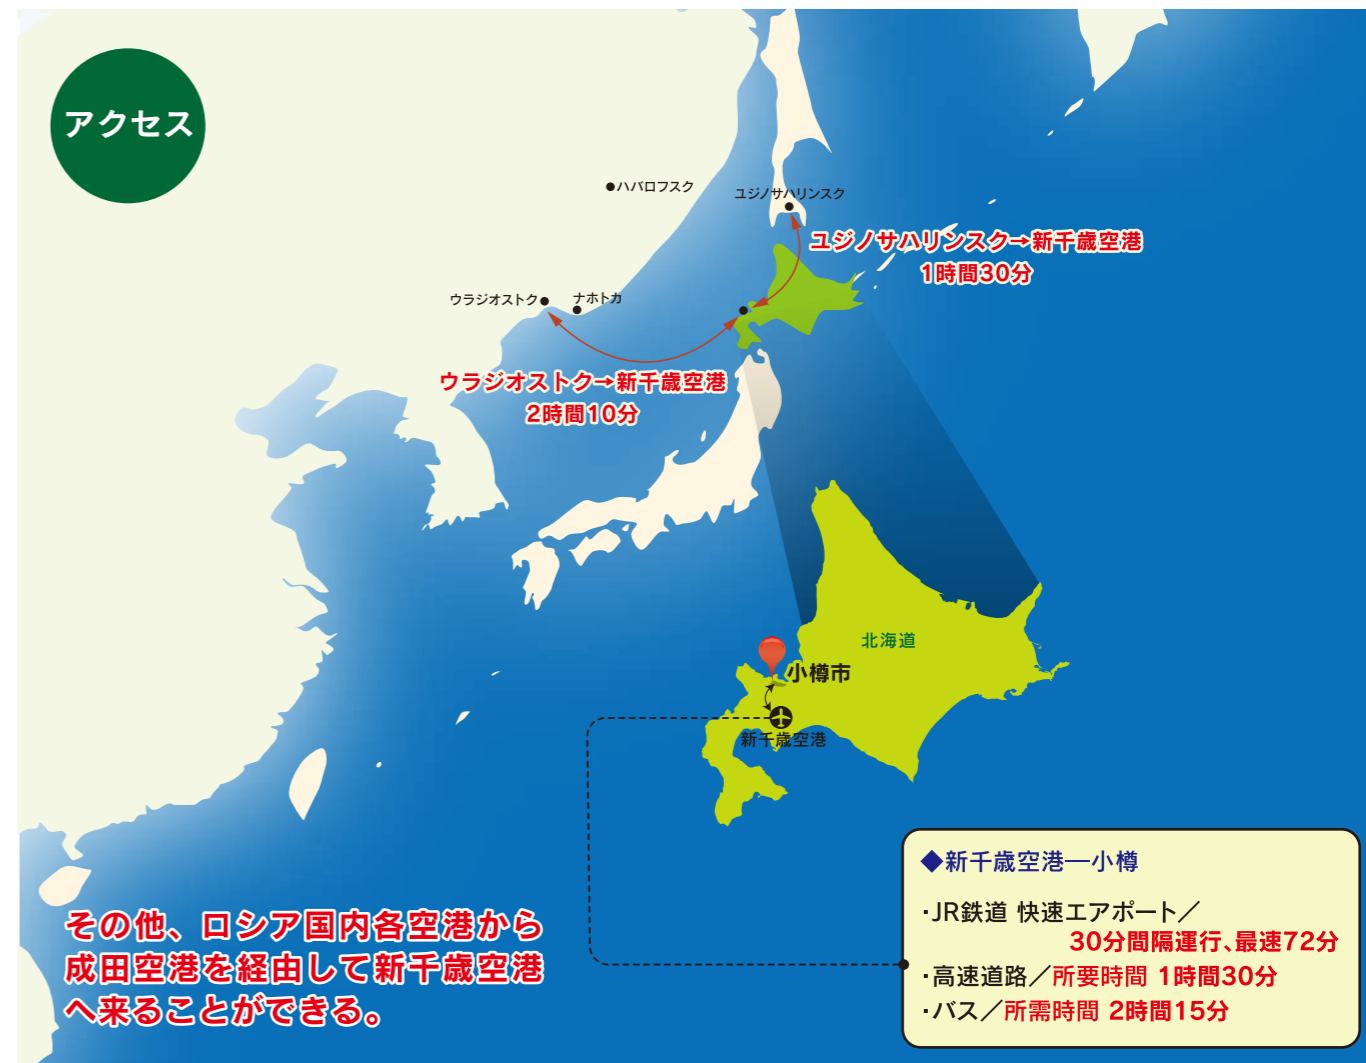 アクセス
●ハバロフスク
ユジノサハリンスク
ユジノサハリンスク→新千歳空港
1時間30分
ウラジオストク●
ナホトカ
ウラジオストク→新千歳空港
2時間10分
北海道
小樽市
新千歳空港
その他、ロシア国内各空港から
成田空港を経由して新千歳空港
へ来ることができる。
◆新千歳空港―小樽
・JR鉄道 快速エアポート／
30分間隔運行、最速72分
・高速道路／所要時間 1時間30分
・バス／所需時間 2時間15分